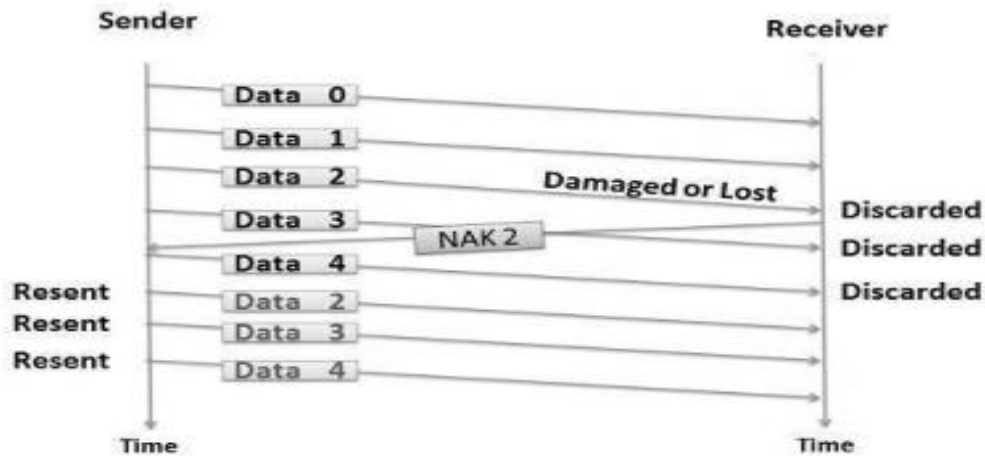 Sender
Receiver
Data 0
Data 1
Data 2
Damaged or Lost
Discarded
Data 3
NAK 2
Discarded
Data 4
Discarded
Resent
Data 2
Resent
Data 3
Resent
Data 4
Time
Time